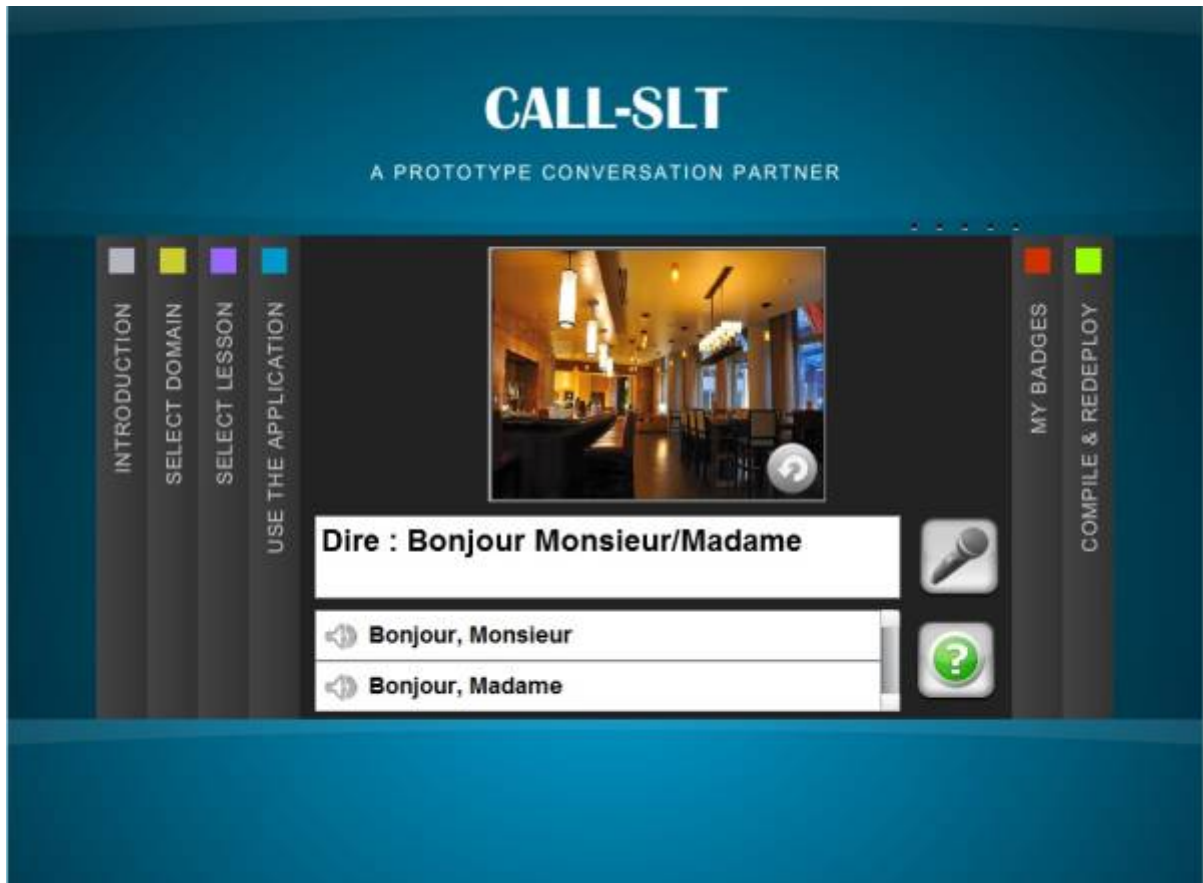 CALL-SLT
A PROTOTYPE CONVERSATION PARTNER
INTRODUCTION
SELECT DOMAIN
SELECT LESSON
USE THE APPLICATION
Dire : Bonjour Monsieur/Madame
Bonjour, Monsieur
Bonjour, Madame
?
MY BADGES
COMPILE & REDEPLOY